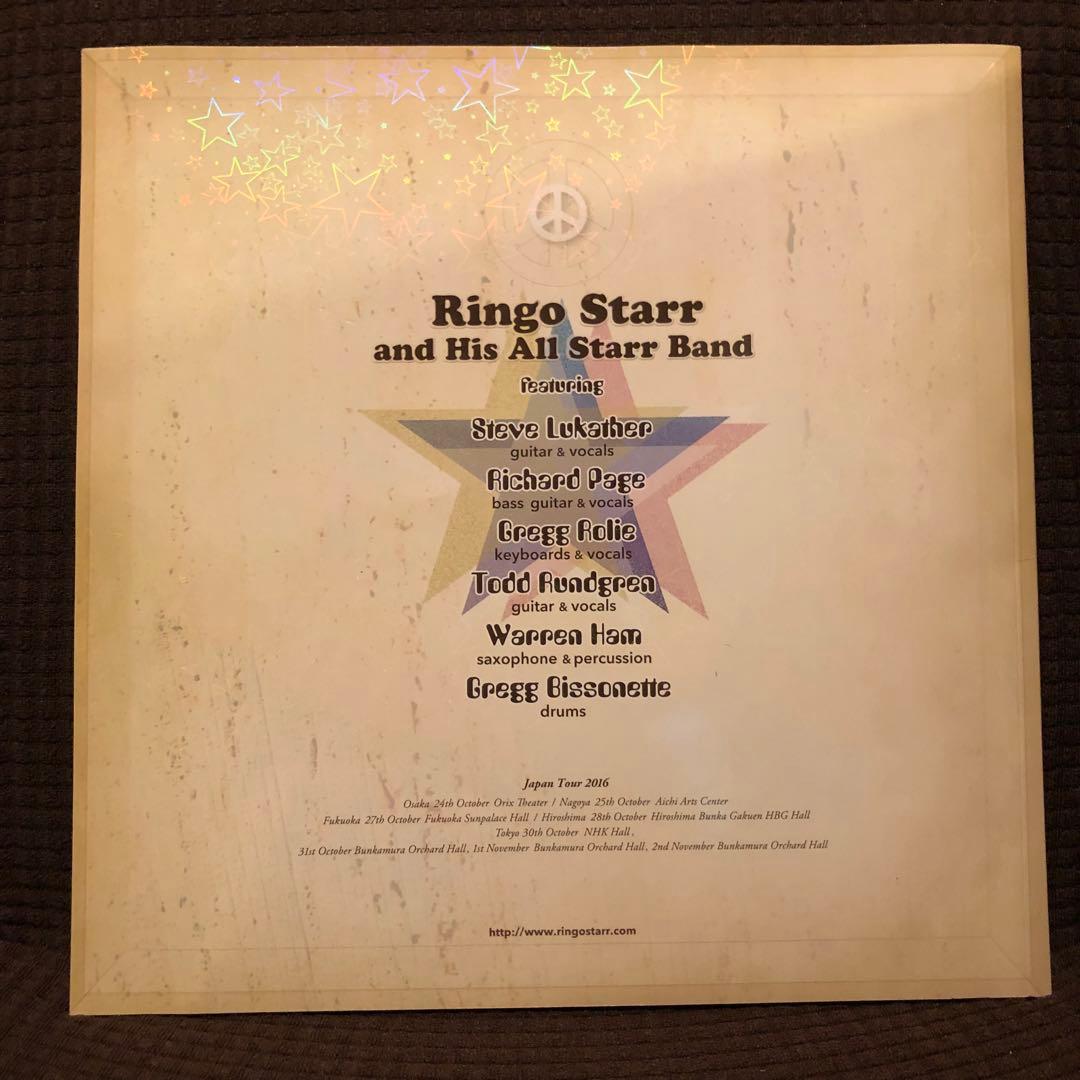 Ringo Starr
and His All Starr Band
featuring
Steve Lukather
guitar & vocals
Richard Page
bass guitar & vocals
Gregg Rolie
keyboards & vocals
Todd Rundgren
guitar & vocals
Warren Ham
saxophone & percussion
Gregg Bissonette
drums
Japan Tour 2016
Osaka 24th October Orix Theater / Nagoya 25th October Aichi Arts Center
Fukuoka 27th October Fukuoka Sunpalace Hall / Hiroshima 28th October Hiroshima Bunka Gakuen HBG Hall
Tokyo 30th October NHK Hall,
31st October Bunkamura Orchard Hall, 1st November Bunkamura Orchard Hall, 2nd November Bunkamura Orchard Hall
http://www.ringostarr.com